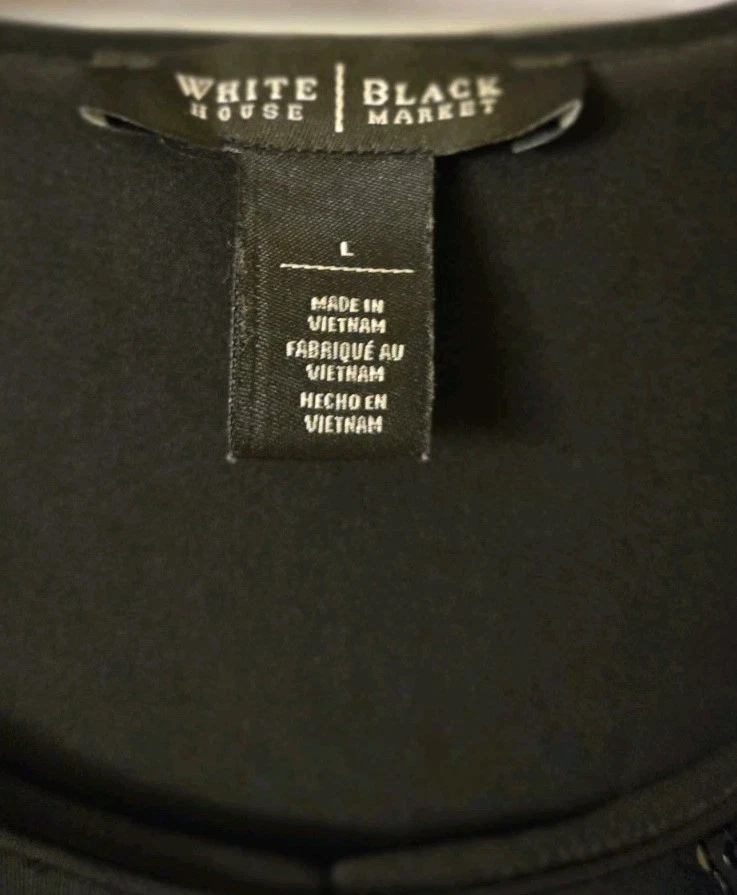 WHITE | BLACK
HOUSE | MARKET
L
MADE IN
VIETNAM
FABRIQUÉ AU
VIETNAM
HECHO EN
VIETNAM